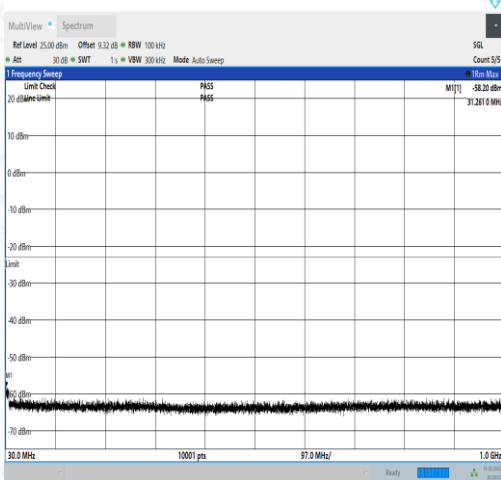 MultiView Spectrum
Ref Level 25.00 dBm Offset 9.32 dB RBW 100 kHz SGL
Att 30 dB SWT 1 s VBW 300 kHz Mode Auto Sweep Count 5/5
1 Frequency Sweep 1Rm Max
Limit Check PASS M1[1] -58.20 dBm
20 dBm Line Limit PASS 31.261 0 MHz
10 dBm
0 dBm
-10 dBm
-20 dBm
Limit
-30 dBm
-40 dBm
-50 dBm
M1
-60 dBm
-70 dBm
30.0 MHz 10001 pts 97.0 MHz/ 1.0 GHz
Ready